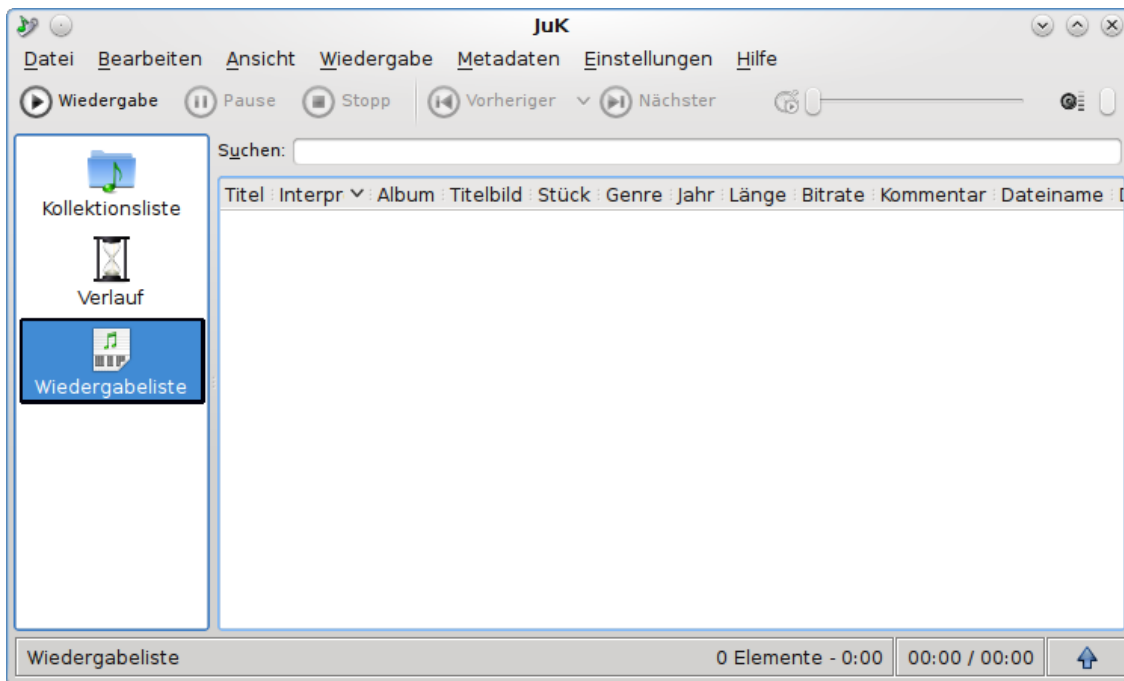 JuK
Datei Bearbeiten Ansicht Wiedergabe Metadaten Einstellungen Hilfe
Wiedergabe Pause Stopp Vorheriger Nächster
Suchen:
Titel Interpr Album Titelbild Stück Genre Jahr Länge Bitrate Kommentar Dateiname
Kollektionsliste
Verlauf
Wiedergabeliste
Wiedergabeliste 0 Elemente - 0:00 00:00 / 00:00